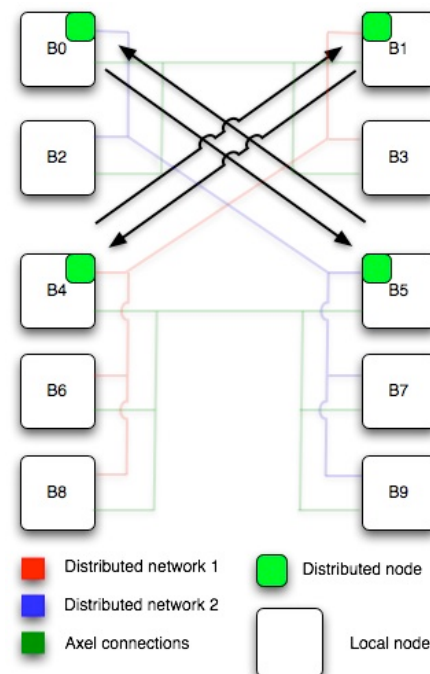 B0
B1
B2
B3
B4
B5
B6
B7
B8
B9
Distributed network 1
Distributed node
Distributed network 2
Axel connections
Local node